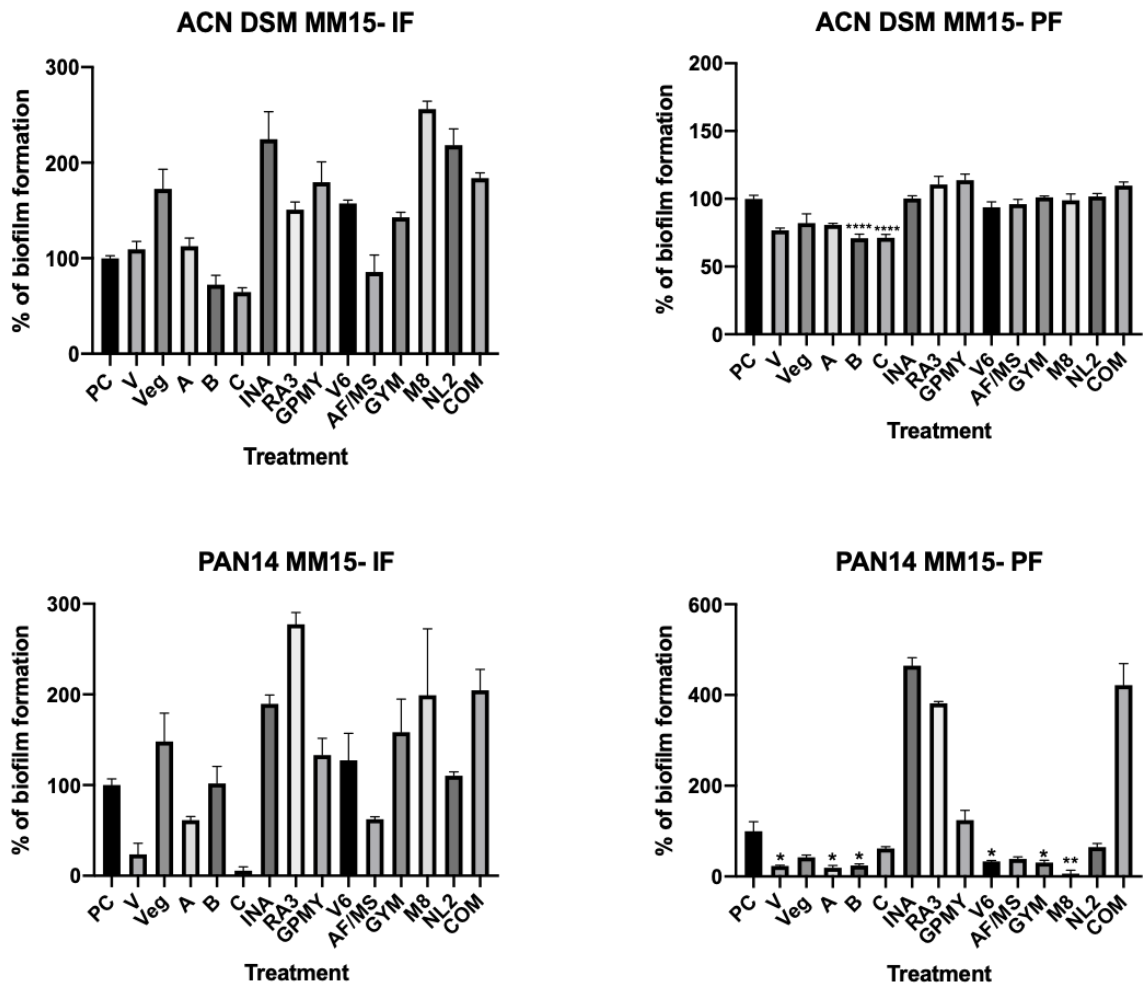 ACN DSM MM15- IF
% of biofilm formation
300
200
100
0
PC V Veg A B C INA RA3 GPMY V6 AF/MS GYM M8 NL2 COM
Treatment
ACN DSM MM15- PF
% of biofilm formation
200
150
100
50
0
**** ****
PC V Veg A B C INA RA3 GPMY V6 AF/MS GYM M8 NL2 COM
Treatment
PAN14 MM15- IF
% of biofilm formation
300
200
100
0
PC V Veg A B C INA RA3 GPMY V6 AF/MS GYM M8 NL2 COM
Treatment
PAN14 MM15- PF
% of biofilm formation
600
400
200
0
* * * * * **
PC V Veg A B C INA RA3 GPMY V6 AF/MS GYM M8 NL2 COM
Treatment